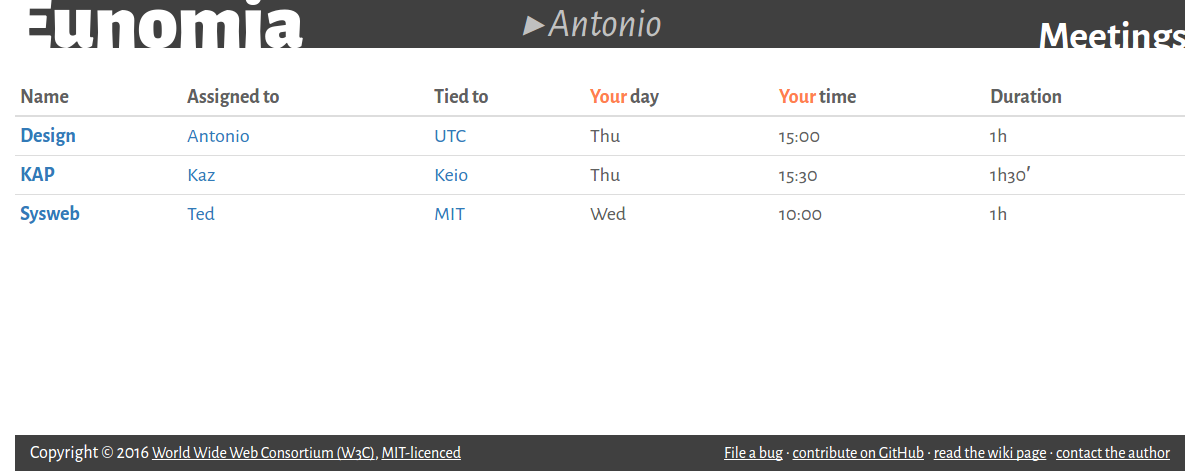 Eunomia ▶Antonio Meetings
Name Assigned to Tied to Your day Your time Duration
Design Antonio UTC Thu 15:00 1h
KAP Kaz Keio Thu 15:30 1h30′
Sysweb Ted MIT Wed 10:00 1h
Copyright © 2016 World Wide Web Consortium (W3C), MIT-licenced File a bug · contribute on GitHub · read the wiki page · contact the author